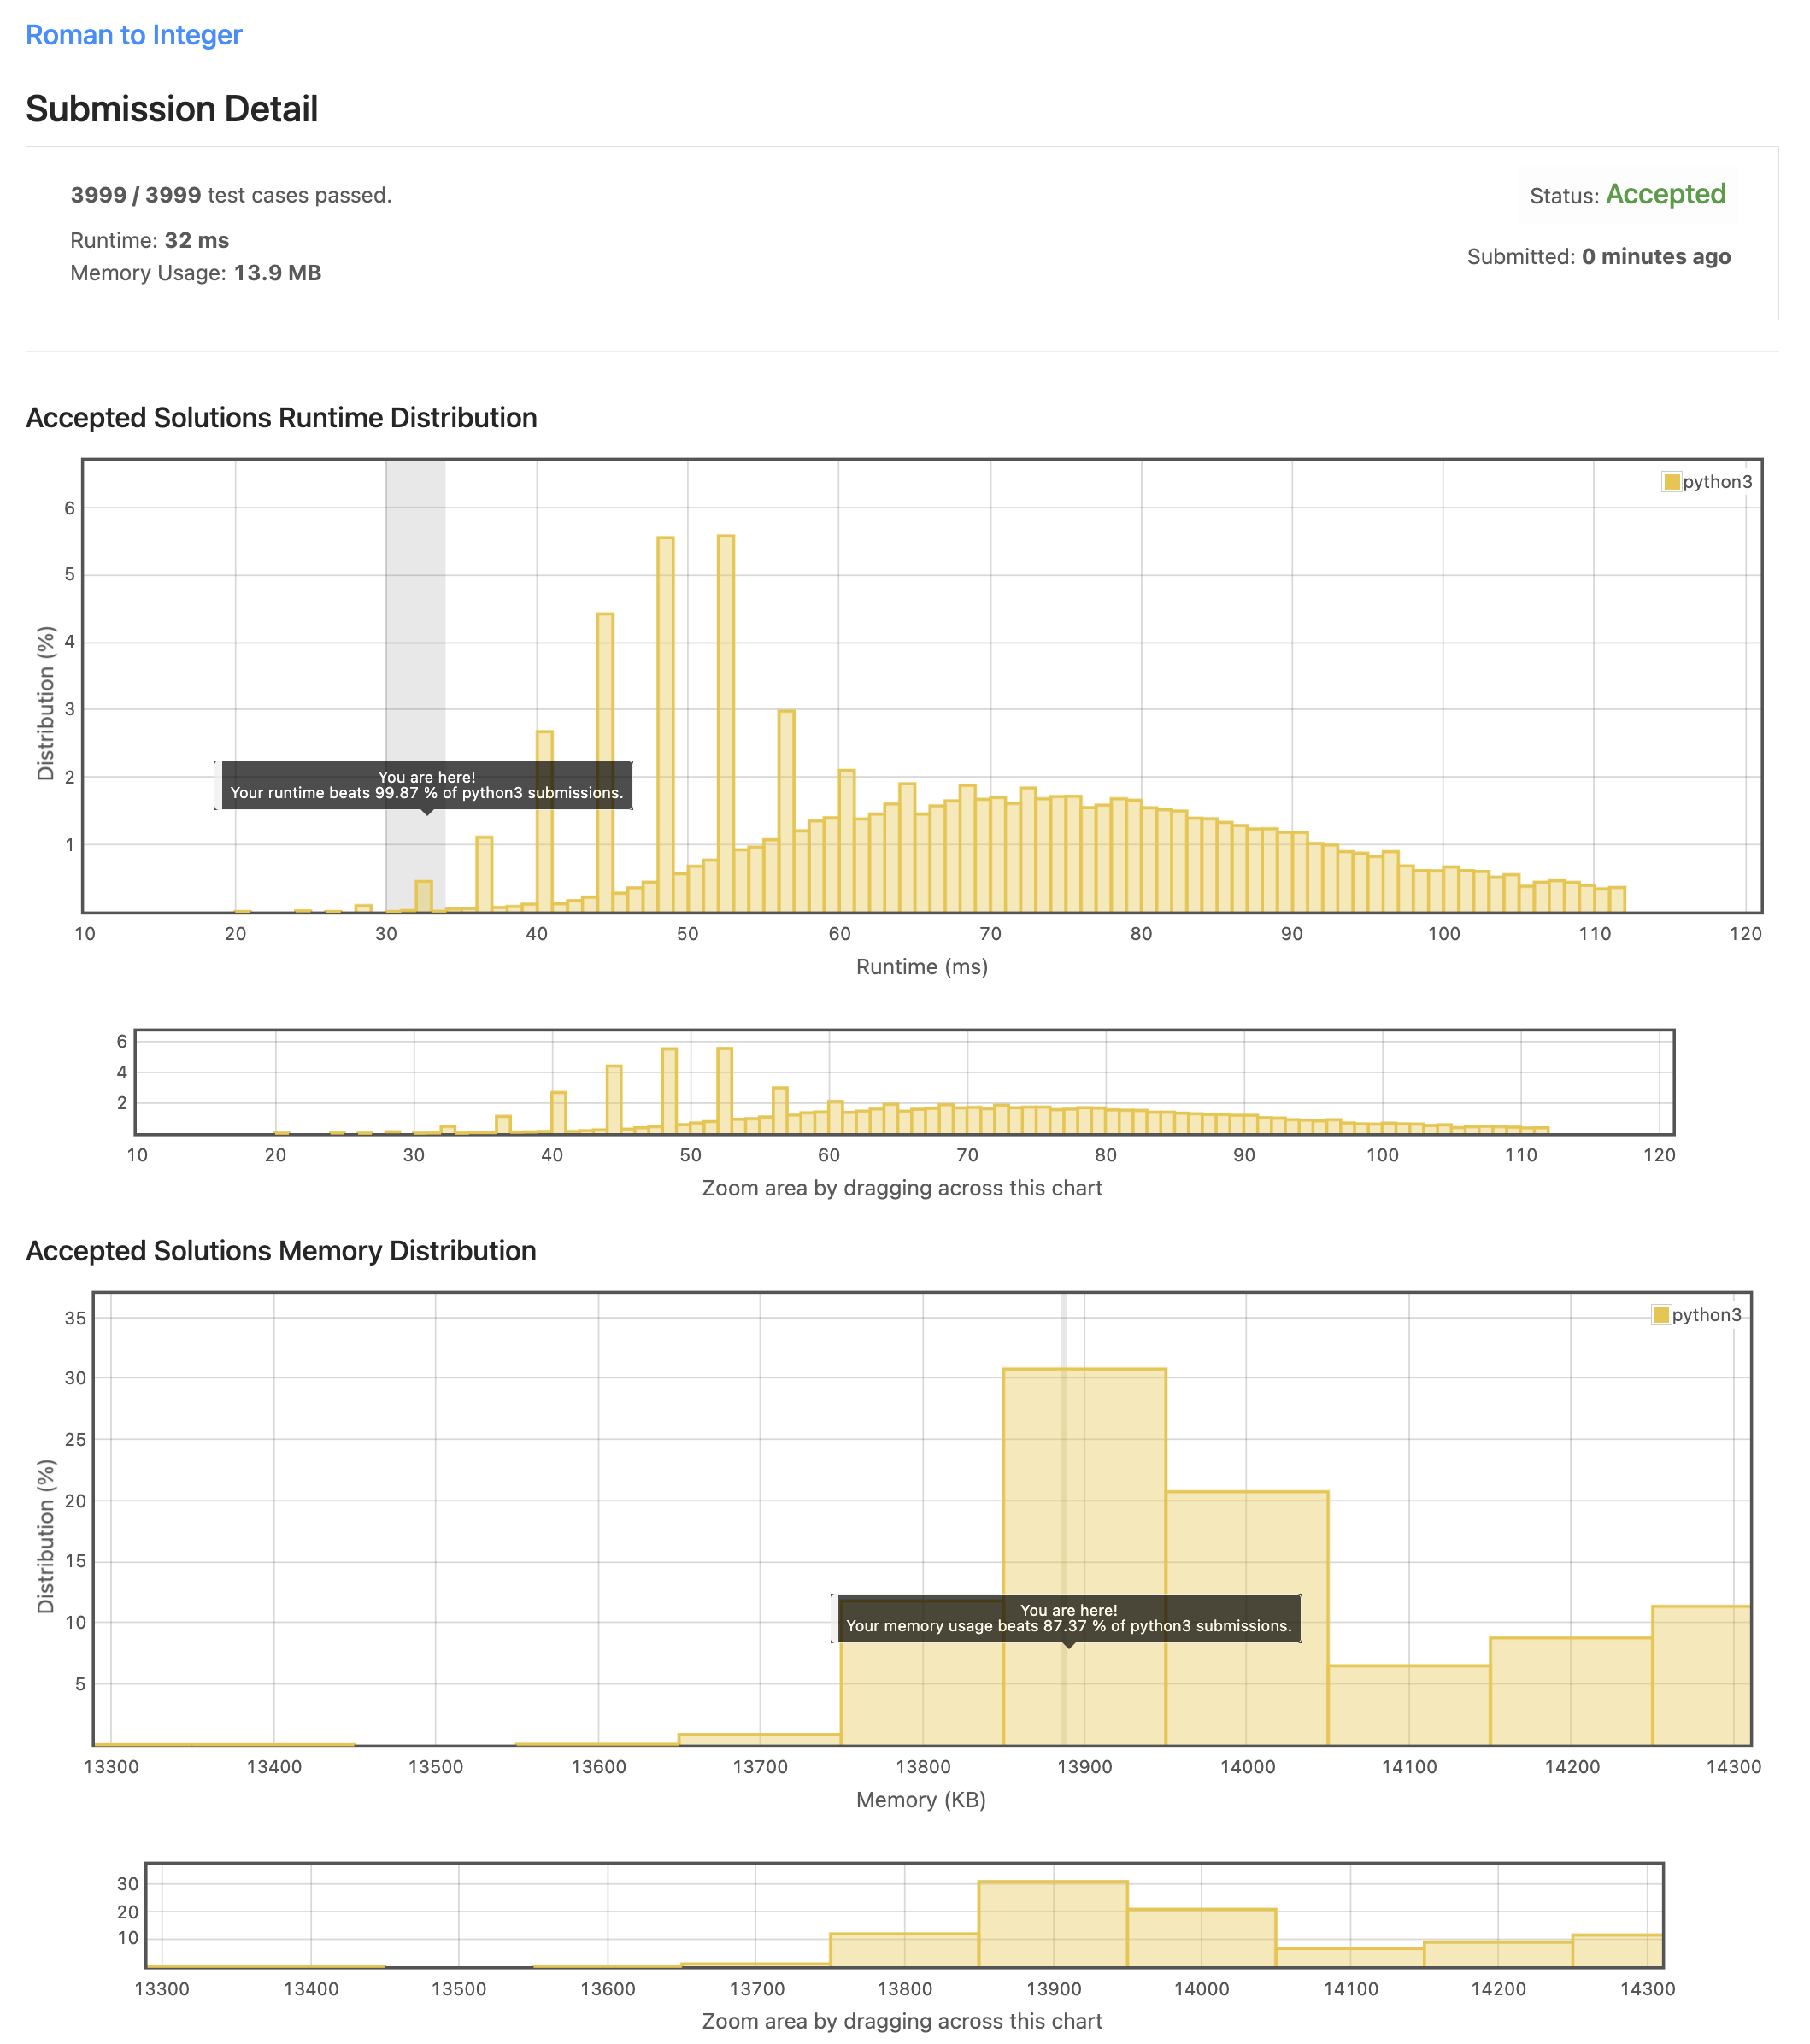 Roman to Integer
Submission Detail
3999 / 3999 test cases passed.
Status: Accepted
Runtime: 32 ms
Memory Usage: 13.9 MB
Submitted: 0 minutes ago
Accepted Solutions Runtime Distribution
python3
6
5
4
3
2
1
Distribution (%)
You are here!
Your runtime beats 99.87 % of python3 submissions.
10 20 30 40 50 60 70 80 90 100 110 120
Runtime (ms)
6
4
2
10 20 30 40 50 60 70 80 90 100 110 120
Zoom area by dragging across this chart
Accepted Solutions Memory Distribution
python3
35
30
25
20
15
10
5
Distribution (%)
You are here!
Your memory usage beats 87.37 % of python3 submissions.
13300 13400 13500 13600 13700 13800 13900 14000 14100 14200 14300
Memory (KB)
30
20
10
13300 13400 13500 13600 13700 13800 13900 14000 14100 14200 14300
Zoom area by dragging across this chart